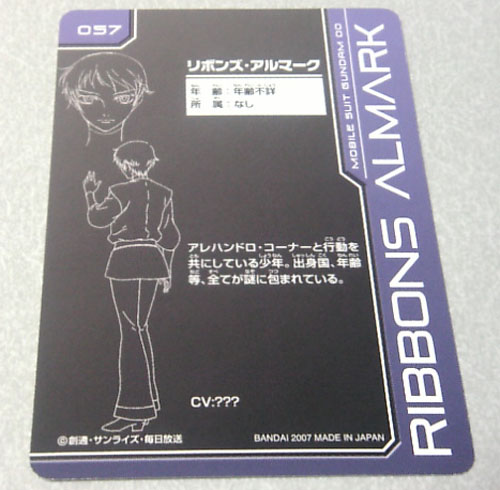 057
リボンズ・アルマーク
年 齢：年齢不詳
所 属：なし
アレハンドロ・コーナーと行動を
共にしている少年。出身国、年齢
等、全てが謎に包まれている。
CV:???
©創通・サンライズ・毎日放送
BANDAI 2007 MADE IN JAPAN
MOBILE SUIT GUNDAM 00
RIBBONS ALMARK